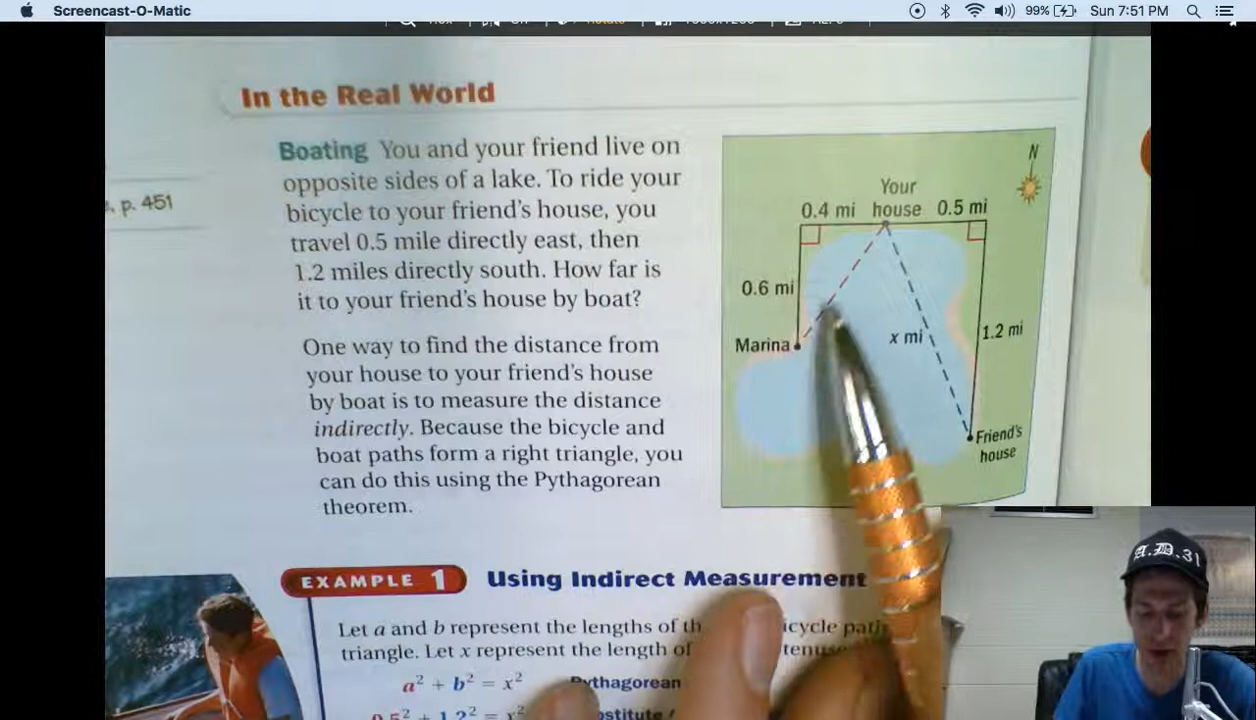 Screencast-O-Matic
99%
Sun 7:51 PM
In the Real World
Boating You and your friend live on
opposite sides of a lake. To ride your
bicycle to your friend's house, you
travel 0.5 mile directly east, then
1.2 miles directly south. How far is
it to your friend's house by boat?
One way to find the distance from
your house to your friend's house
by boat is to measure the distance
indirectly. Because the bicycle and
boat paths form a right triangle, you
can do this using the Pythagorean
theorem.
p. 451
N
Your
0.4 mi house 0.5 mi
0.6 mi
Marina
x mi
1.2 mi
Friend's
house
EXAMPLE 1 Using Indirect Measurement
Let a and b represent the lengths of icycle
triangle. Let x represent the length of
a² + b² = x² Pythagorean
0.5² + 1.2² = x²
A.D.31